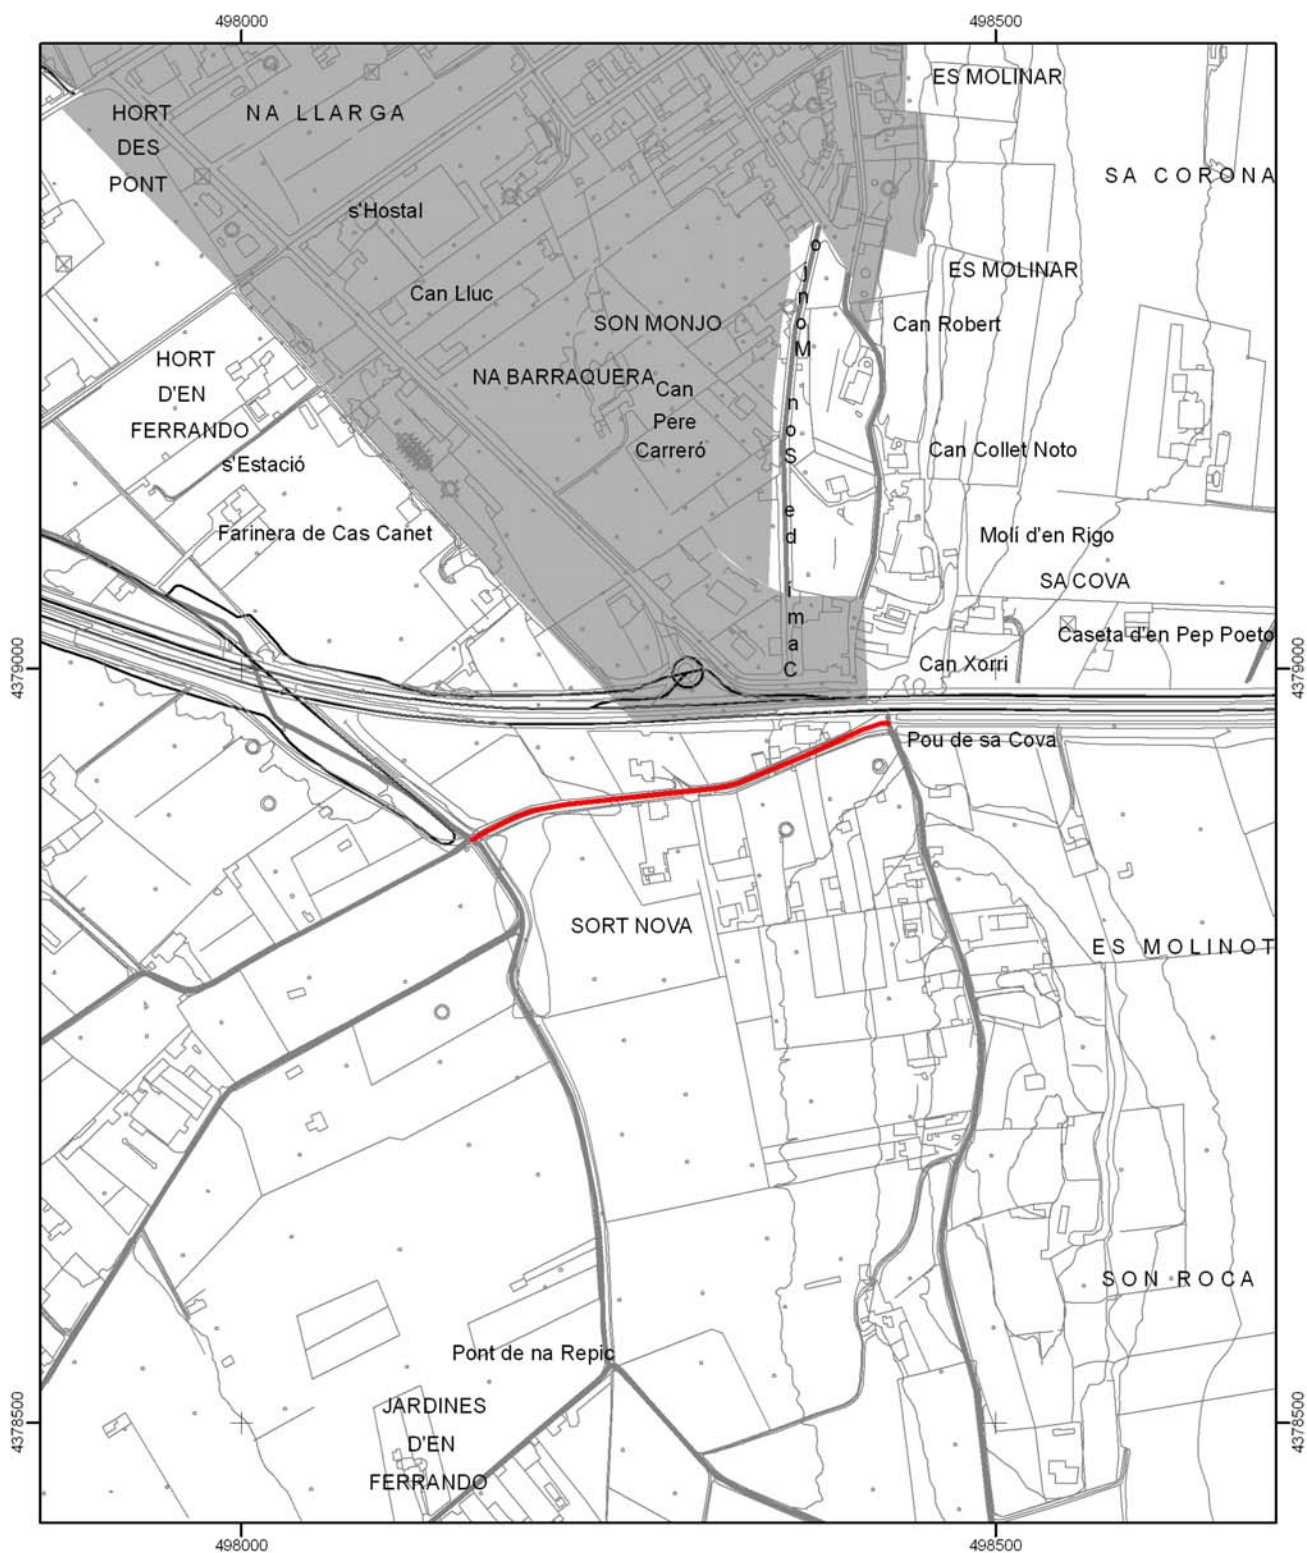 498000
498500
ES MOLINAR
HORT
DES
PONT
NA LLARGA
SA CORONA
s'Hostal
ES MOLINAR
Can Lluc
SON MONJO
Can Robert
HORT
D'EN
FERRANDO
NA BARRAQUERA
Can
Pere
Carreró
Camí de Son Monjo
s'Estació
Can Collet Noto
Farinera de Cas Canet
Molí d'en Rigo
SA COVA
Caseta d'en Pep Poeto
Can Xorri
4379000
4379000
Pou de sa Cova
SORT NOVA
ES MOLINOT
SON ROCA
Pont de na Repic
JARDINES
D'EN
FERRANDO
4378500
4378500
498000
498500